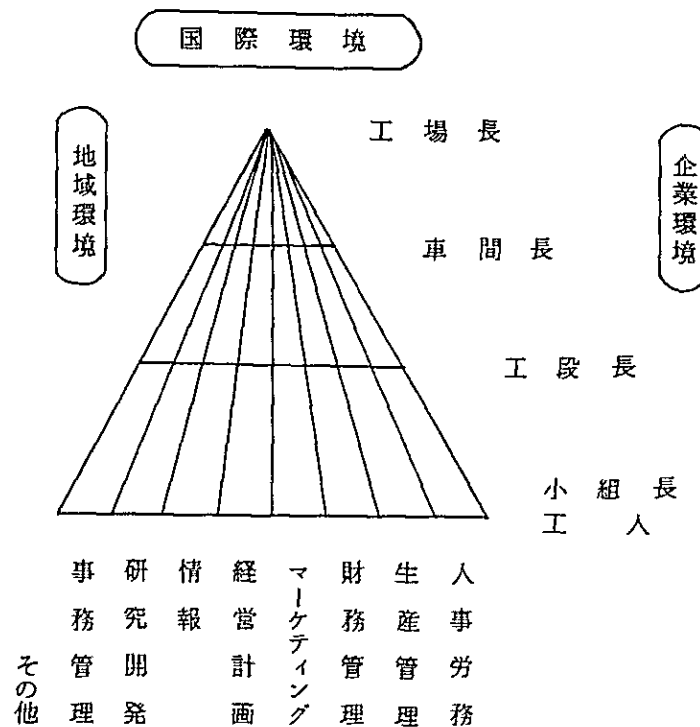 国際環境
地域環境
企業環境
工場長
車間長
工段長
小組長
工人
人事労務
生産管理
財務管理
マーケティング
経営計画
情報
研究開発
事務管理
その他